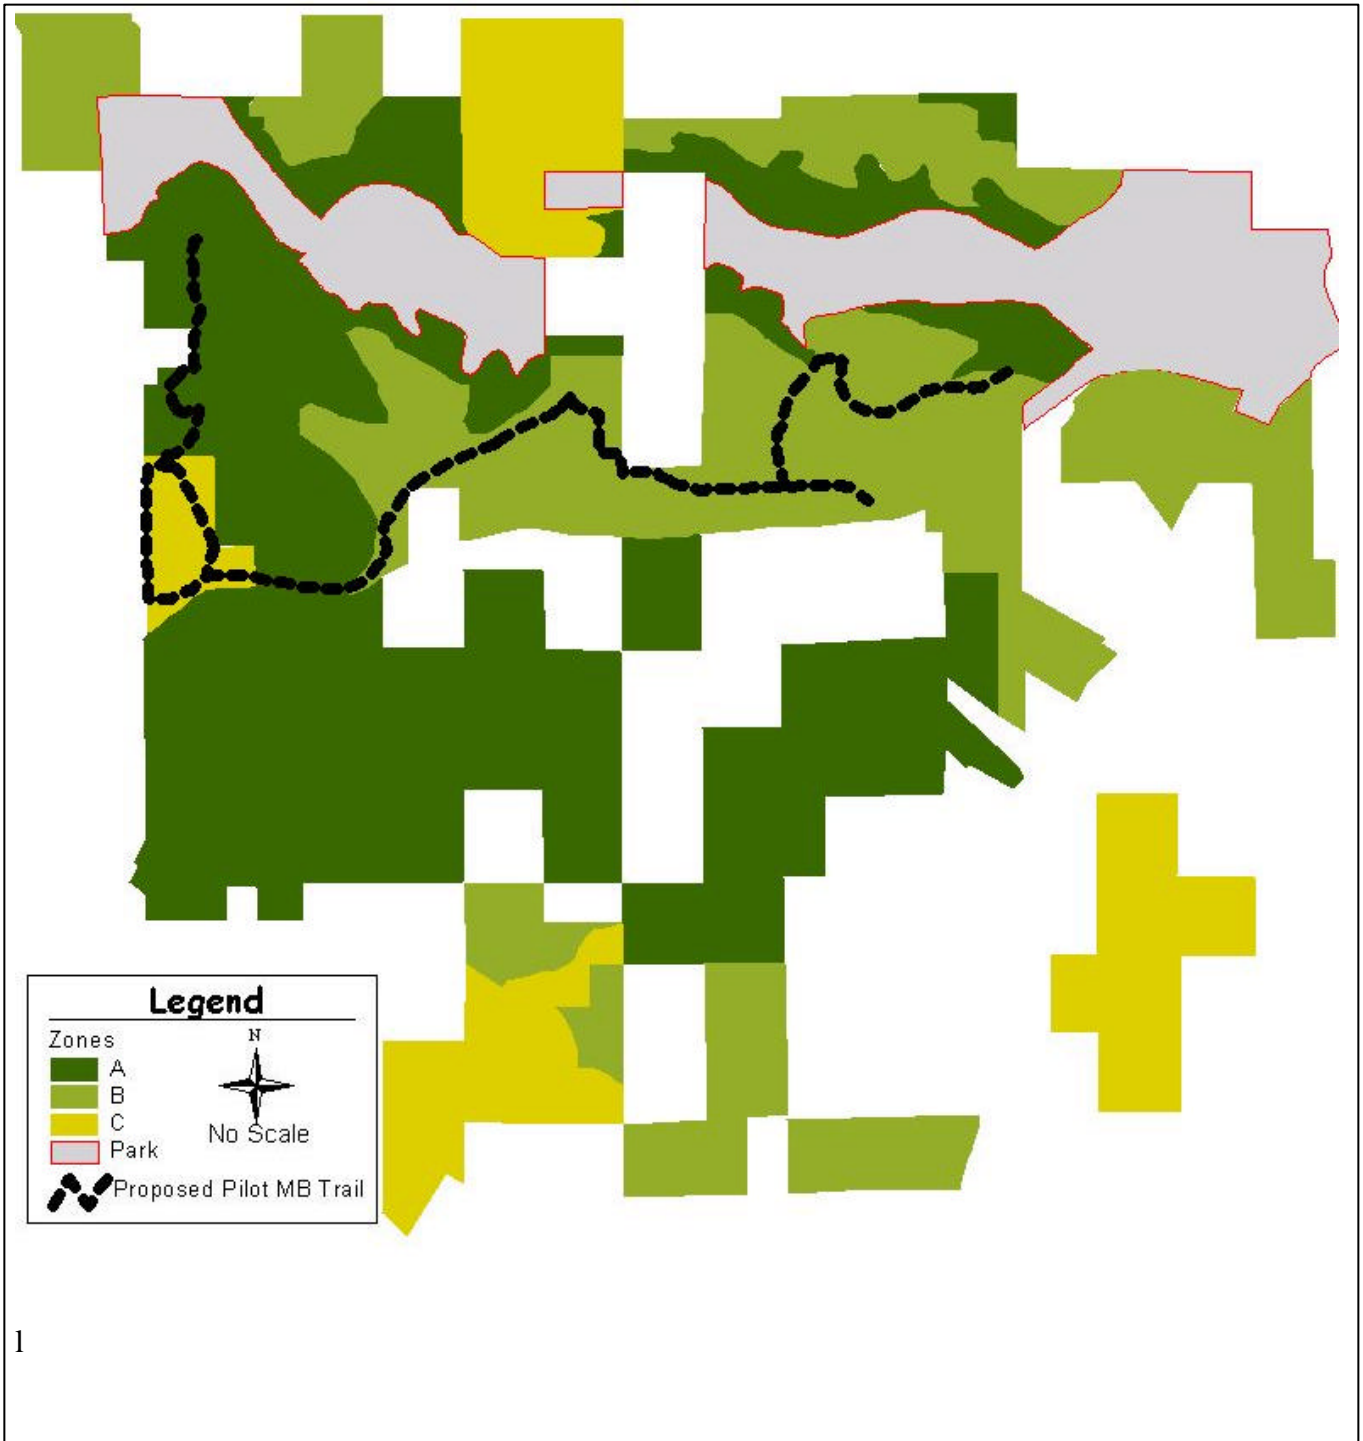 Legend
Zones
N
A
B
C
No Scale
Park
Proposed Pilot MB Trail
l